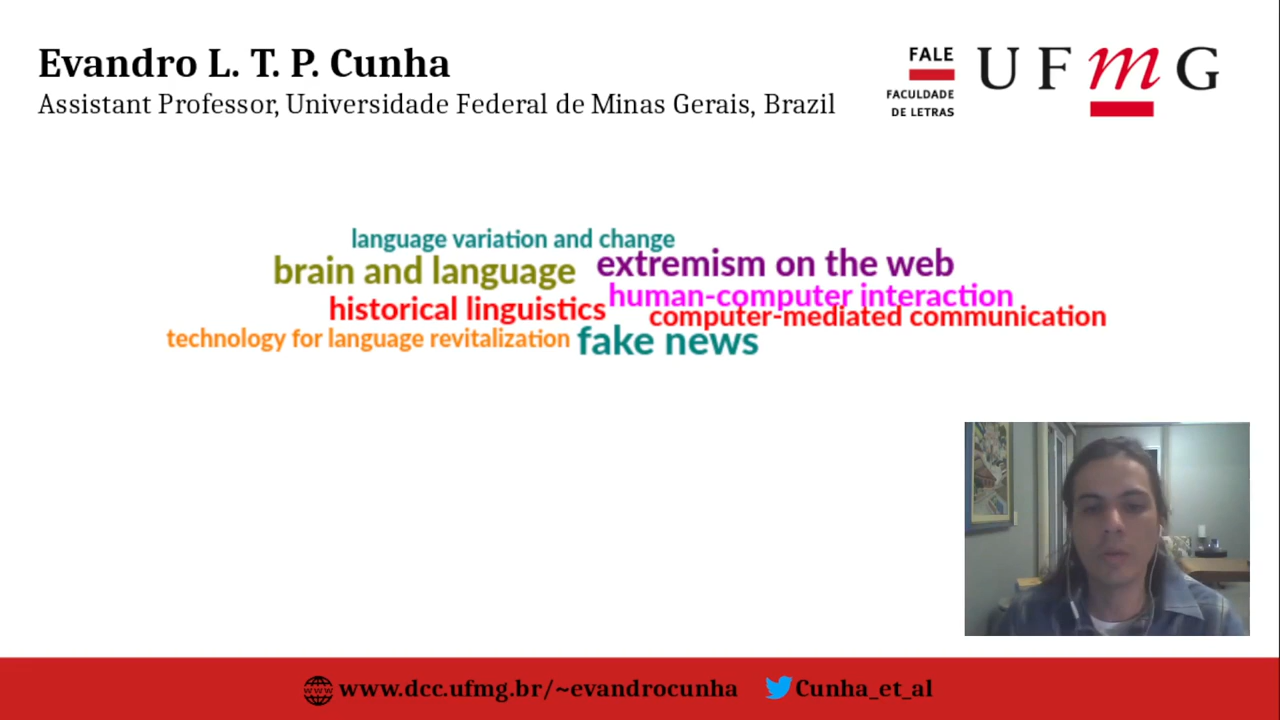 Evandro L. T. P. Cunha
Assistant Professor, Universidade Federal de Minas Gerais, Brazil
FALE
FACULDADE
DE LETRAS
UFmG
language variation and change
brain and language
extremism on the web
human-computer interaction
historical linguistics
computer-mediated communication
technology for language revitalization
fake news
www.dcc.ufmg.br/~evandrocunha
Cunha_et_al